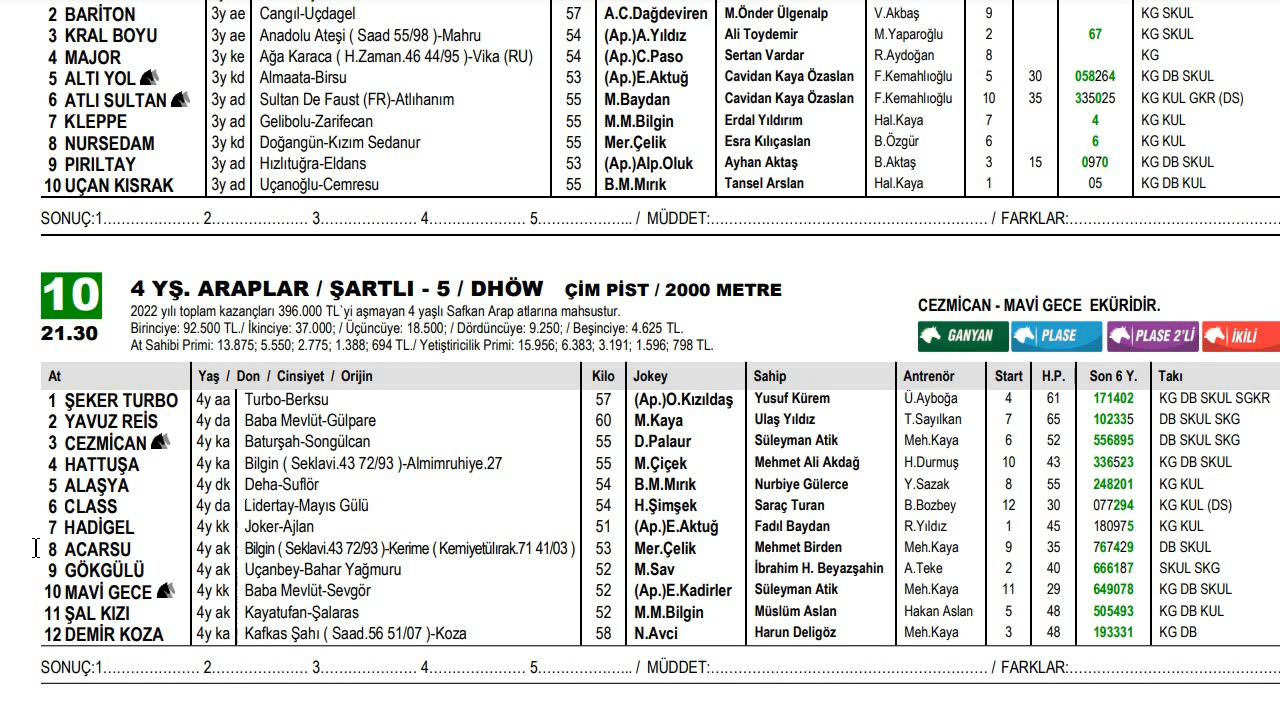 2 BARİTON 3y ae Cangıl-Uçdagel 57 A.C.Dağdeviren M.Önder Ülgenalp V.Akbaş 9 KG SKUL
3 KRAL BOYU 3y ae Anadolu Ateşi ( Saad 55/98 )-Mahru 54 (Ap.)A.Yıldız Ali Toydemir M.Yaparoğlu 2 67 KG SKUL
4 MAJOR 3y ke Ağa Karaca ( H.Zaman.46 44/95 )-Vika (RU) 54 (Ap.)C.Paso Sertan Vardar R.Aydoğan 8 KG
5 ALTI YOL 3y kd Almaata-Birsu 53 (Ap.)E.Aktuğ Cavidan Kaya Özaslan F.Kemahlıoğlu 5 30 058264 KG DB SKUL
6 ATLI SULTAN 3y ad Sultan De Faust (FR)-Atlıhanım 55 M.Baydan Cavidan Kaya Özaslan F.Kemahlıoğlu 10 35 335025 KG KUL GKR (DS)
7 KLEPPE 3y ad Gelibolu-Zarifecan 55 M.M.Bilgin Erdal Yıldırım Hal.Kaya 7 4 KG KUL
8 NURSEDAM 3y kd Doğangün-Kızım Sedanur 55 Mer.Çelik Esra Kılıçaslan B.Özgür 6 6 KG KUL
9 PIRILTAY 3y ad Hızlıtuğra-Eldans 53 (Ap.)Alp.Oluk Ayhan Aktaş B.Aktaş 3 15 0970 KG DB SKUL
10 UÇAN KISRAK 3y ad Uçanoğlu-Cemresu 55 B.M.Mırık Tansel Arslan Hal.Kaya 1 05 KG DB KUL
SONUÇ:1..................... 2..................... 3..................... 4..................... 5..................... / MÜDDET:............................................................ / FARKLAR:..............................................
10 4 YŞ. ARAPLAR / ŞARTLI - 5 / DHÖW ÇİM PİST / 2000 METRE
21.30
2022 yılı toplam kazançları 396.000 TL`yi aşmayan 4 yaşlı Safkan Arap atlarına mahsustur.
Birinciye: 92.500 TL./ İkinciye: 37.000; / Üçüncüye: 18.500; / Dördüncüye: 9.250; / Beşinciye: 4.625 TL.
At Sahibi Primi: 13.875; 5.550; 2.775; 1.388; 694 TL./ Yetiştiricilik Primi: 15.956; 6.383; 3.191; 1.596; 798 TL.
CEZMİCAN - MAVİ GECE EKÜRİDİR.
GANYAN PLASE PLASE 2'Lİ İKİLİ
At Yaş / Don / Cinsiyet / Orijin Kilo Jokey Sahip Antrenör Start H.P. Son 6 Y. Takı
1 ŞEKER TURBO 4y aa Turbo-Berksu 57 (Ap.)O.Kızıldaş Yusuf Kürem Ü.Ayboğa 4 61 171402 KG DB SKUL SGKR
2 YAVUZ REİS 4y da Baba Mevlüt-Gülpare 60 M.Kaya Ulaş Yıldız T.Sayılkan 7 65 102335 DB SKUL SKG
3 CEZMİCAN 4y ka Baturşah-Songülcan 55 D.Palaur Süleyman Atik Meh.Kaya 6 52 556895 DB SKUL SKG
4 HATTUŞA 4y ka Bilgin ( Seklavi.43 72/93 )-Almimruhiye.27 55 M.Çiçek Mehmet Ali Akdağ H.Durmuş 10 43 336523 KG DB SKUL
5 ALAŞYA 4y dk Deha-Suflör 54 B.M.Mırık Nurbiye Gülerce Y.Sazak 8 55 248201 KG KUL
6 CLASS 4y da Lidertay-Mayıs Gülü 54 H.Şimşek Saraç Turan B.Bozbey 12 30 077294 KG KUL (DS)
7 HADİGEL 4y kk Joker-Ajlan 51 (Ap.)E.Aktuğ Fadıl Baydan R.Yıldız 1 45 180975 KG KUL
8 ACARSU 4y ak Bilgin ( Seklavi.43 72/93 )-Kerime ( Kemiyetülırak.71 41/03 ) 53 Mer.Çelik Mehmet Birden Meh.Kaya 9 35 767429 DB SKUL
9 GÖKGÜLÜ 4y ak Uçanbey-Bahar Yağmuru 52 M.Sav İbrahim H. Beyazşahin A.Teke 2 40 666187 SKUL SKG
10 MAVİ GECE 4y kk Baba Mevlüt-Sevgör 52 (Ap.)E.Kadirler Süleyman Atik Meh.Kaya 11 29 649078 KG DB SKUL
11 ŞAL KIZI 4y ak Kayatufan-Şalaras 52 M.M.Bilgin Müslüm Aslan Hakan Aslan 5 48 505493 KG DB KUL
12 DEMİR KOZA 4y ka Kafkas Şahı ( Saad.56 51/07 )-Koza 58 N.Avci Harun Deligöz Meh.Kaya 3 48 193331 KG DB
SONUÇ:1..................... 2..................... 3..................... 4..................... 5..................... / MÜDDET:............................................................ / FARKLAR:..............................................